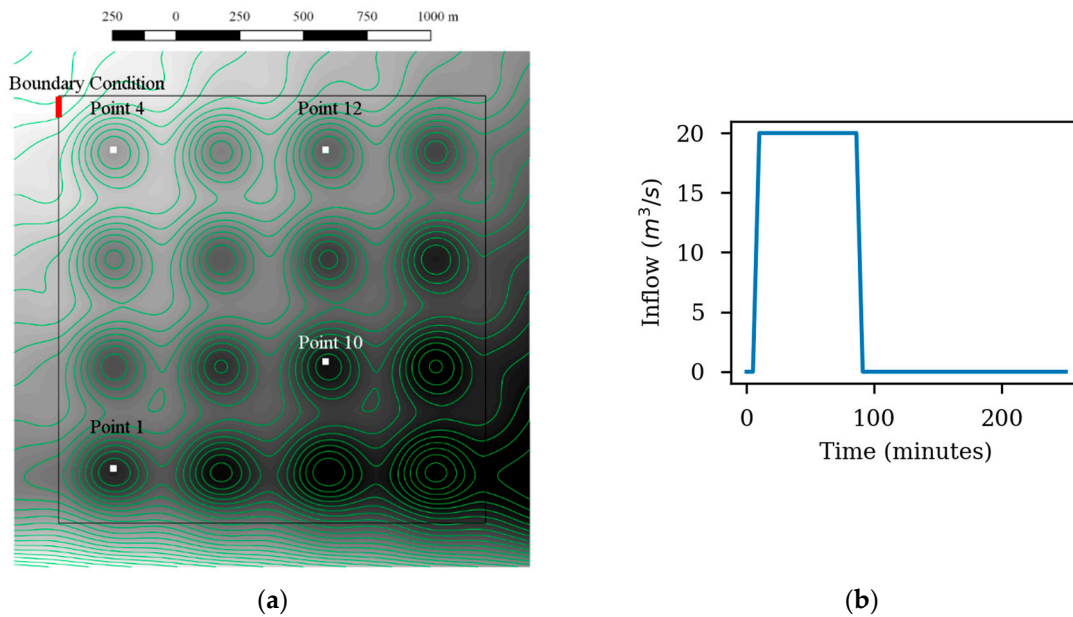 250 0 250 500 750 1000 m
Boundary Condition
Point 4
Point 12
Point 10
Point 1
(a)
20
15
10
5
0
Inflow (m³/s)
0 100 200
Time (minutes)
(b)